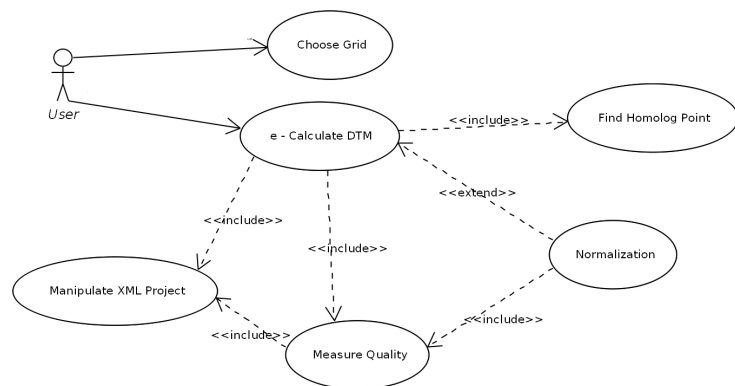 Choose Grid
User
e - Calculate DTM
<<include>>
Find Homolog Point
<<extend>>
<<include>>
<<include>>
Normalization
Manipulate XML Project
<<include>>
<<include>>
Measure Quality